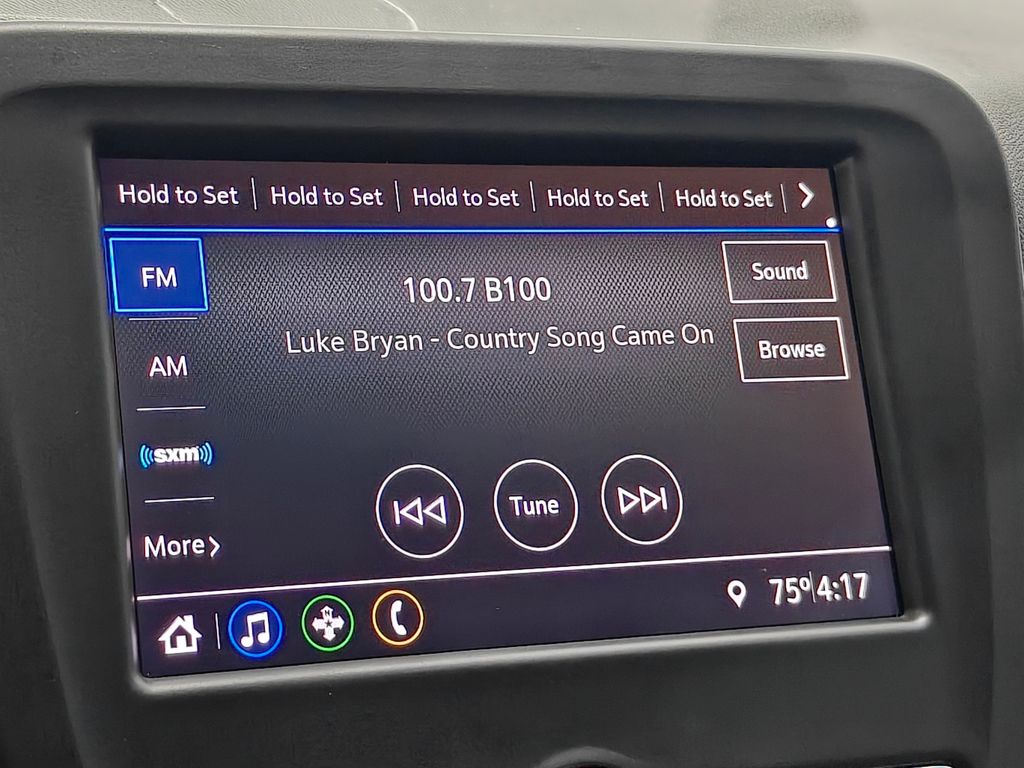 Hold to Set Hold to Set Hold to Set Hold to Set Hold to Set
FM
100.7 B100
Sound
Luke Bryan - Country Song Came On
Browse
AM
sxm
Tune
More
75° 4:17